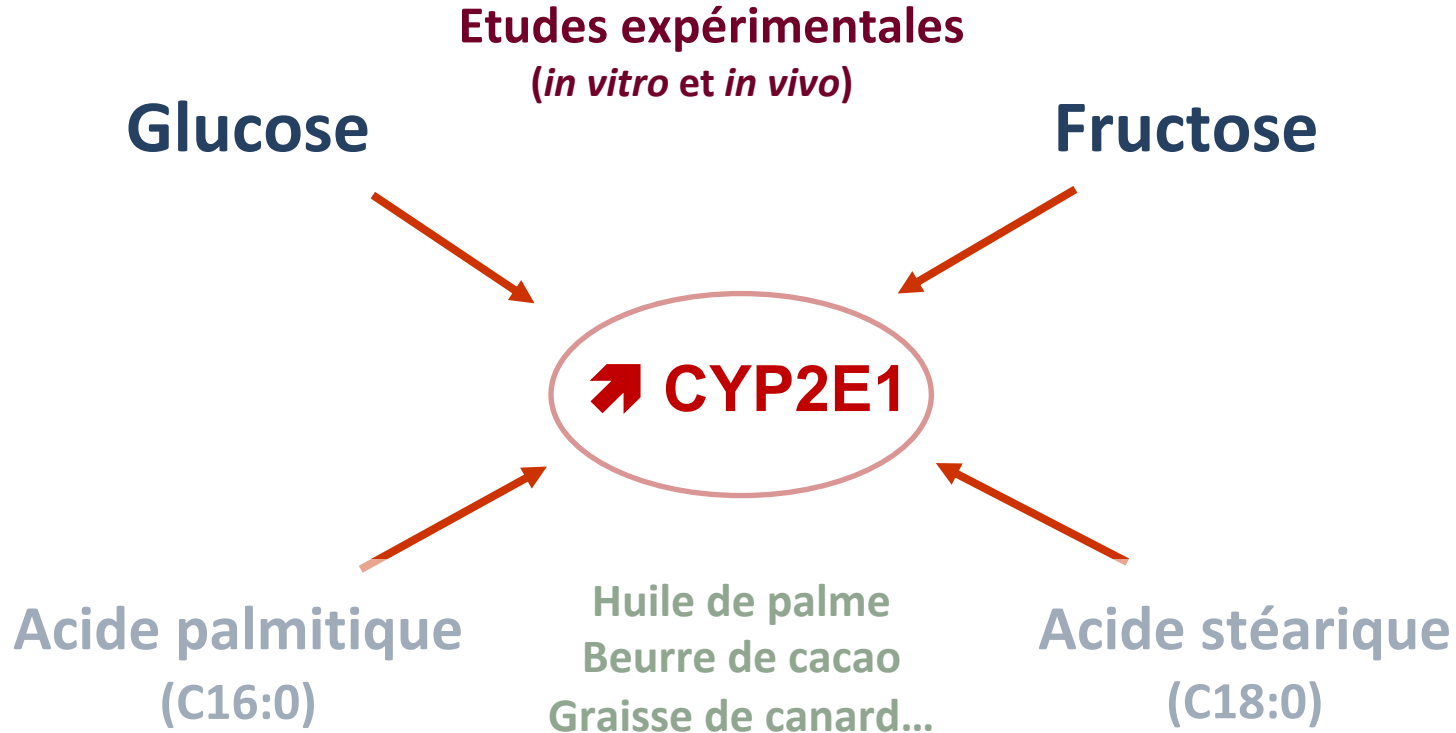 Etudes expérimentales
(in vitro et in vivo)
Glucose
Fructose
CYP2E1
Acide palmitique
(C16:0)
Huile de palme
Beurre de cacao
Graisse de canard…
Acide stéarique
(C18:0)